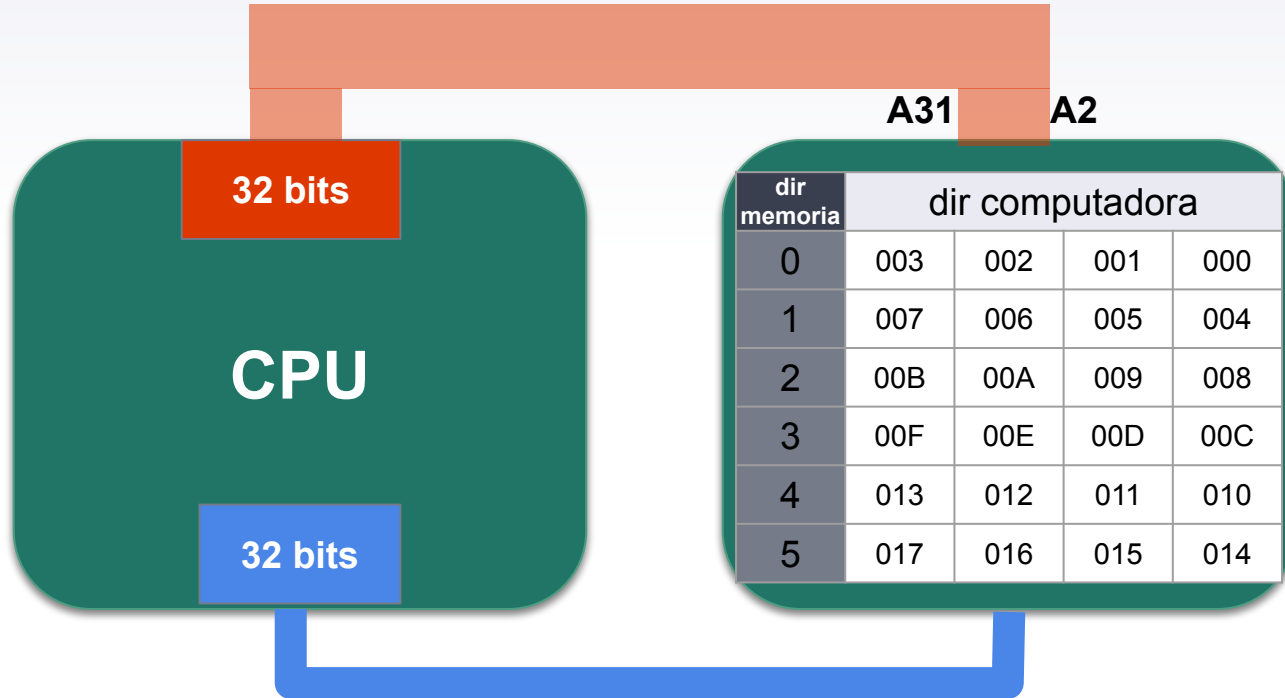 A31 A2
32 bits
dir
memoria
dir computadora
0 003 002 001 000
1 007 006 005 004
CPU
2 00B 00A 009 008
3 00F 00E 00D 00C
4 013 012 011 010
5 017 016 015 014
32 bits